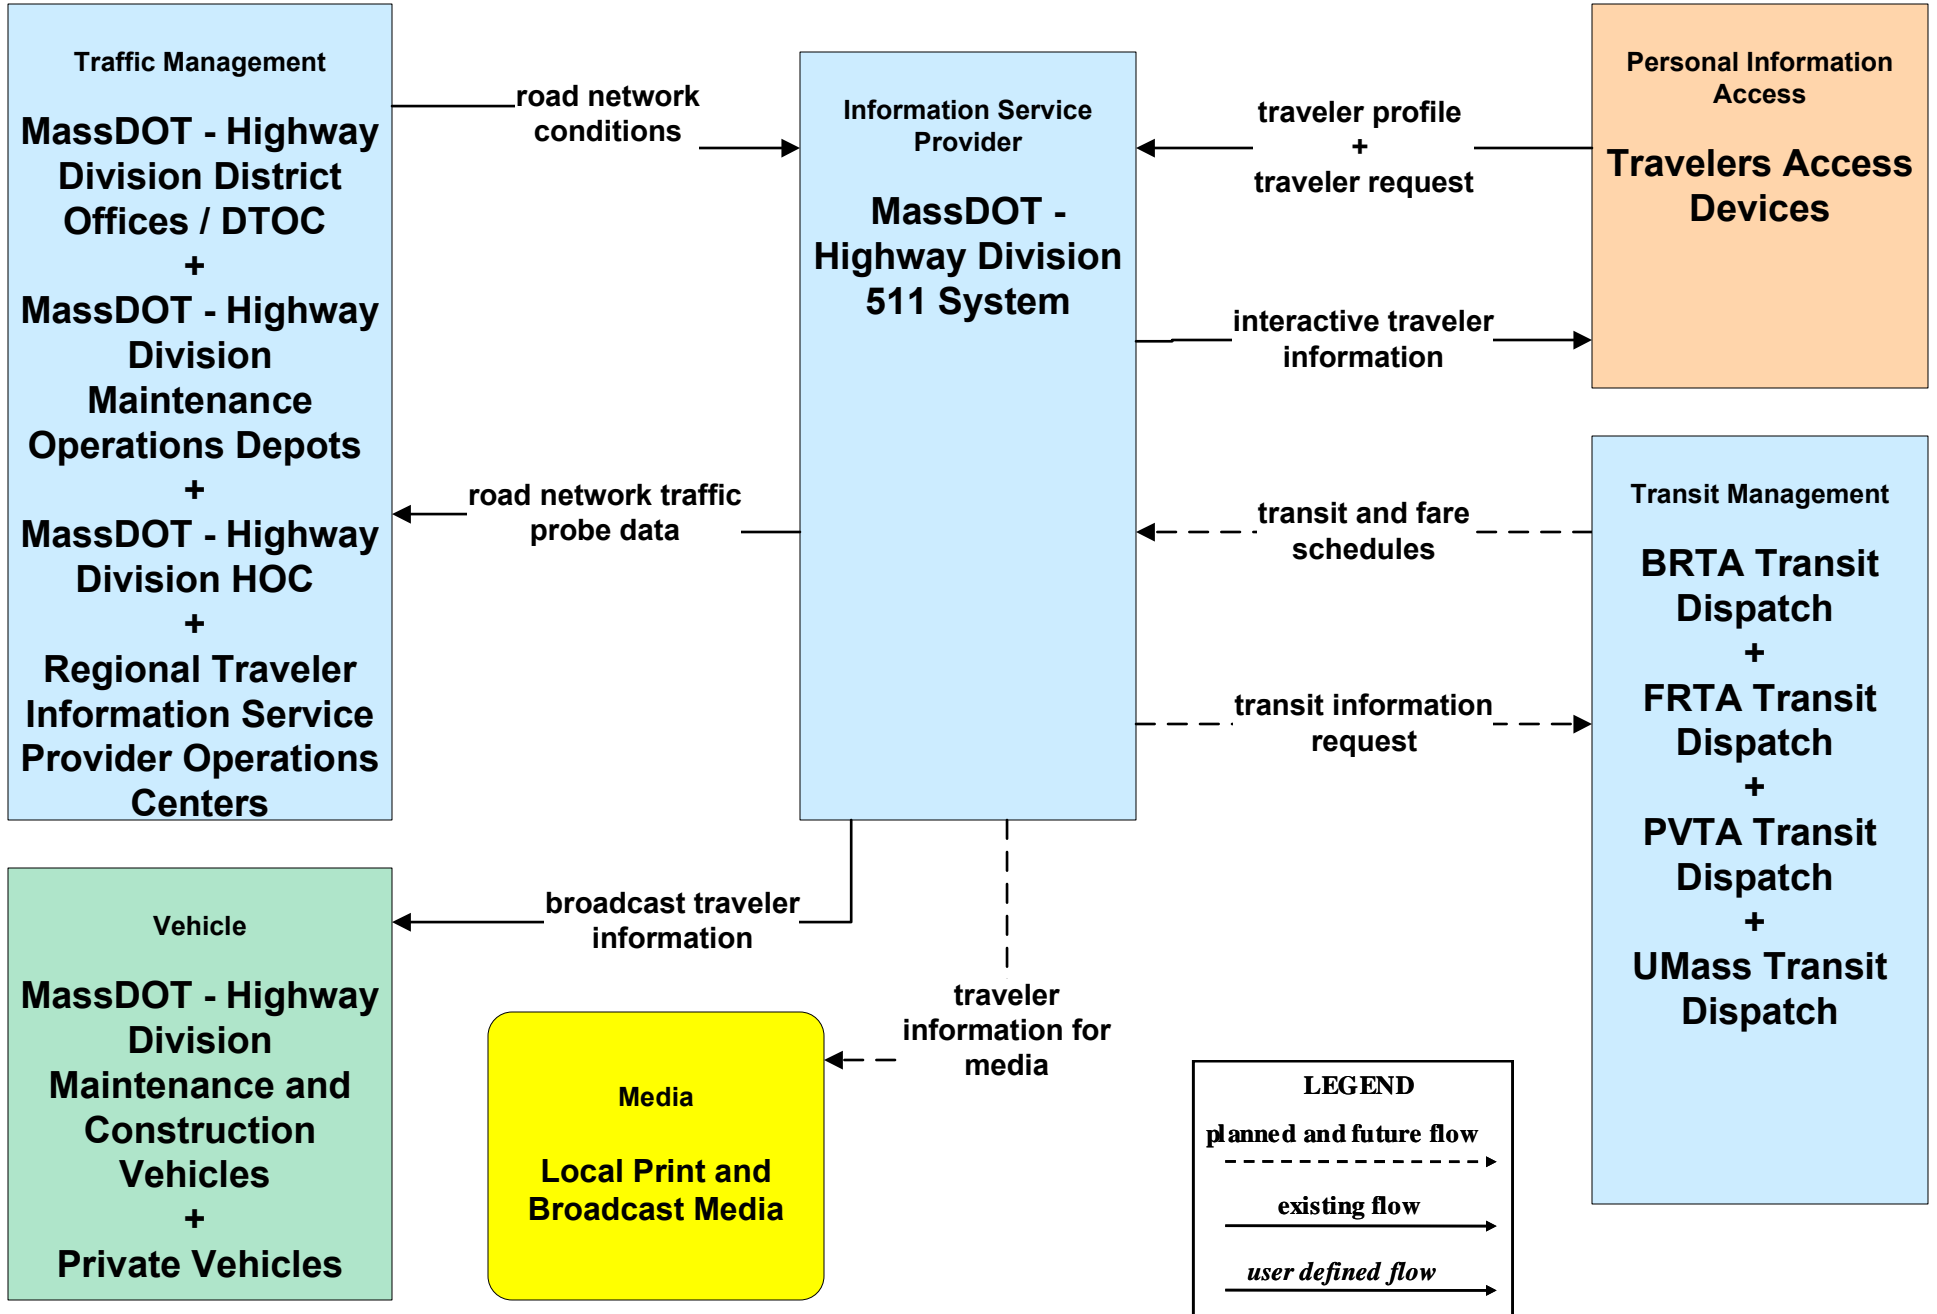 Traffic Management
MassDOT - Highway
Division District
Offices / DTOC
+
MassDOT - Highway
Division
Maintenance
Operations Depots
+
MassDOT - Highway
Division HOC
+
Regional Traveler
Information Service
Provider Operations
Centers
road network
conditions
road network traffic
probe data
Information Service
Provider
MassDOT -
Highway Division
511 System
traveler profile
+
traveler request
interactive traveler
information
Personal Information
Access
Travelers Access
Devices
transit and fare
schedules
transit information
request
Transit Management
BRTA Transit
Dispatch
+
FRTA Transit
Dispatch
+
PVTA Transit
Dispatch
+
UMass Transit
Dispatch
Vehicle
MassDOT - Highway
Division
Maintenance and
Construction
Vehicles
+
Private Vehicles
broadcast traveler
information
traveler
information for
media
Media
Local Print and
Broadcast Media
LEGEND
planned and future flow
existing flow
user defined flow